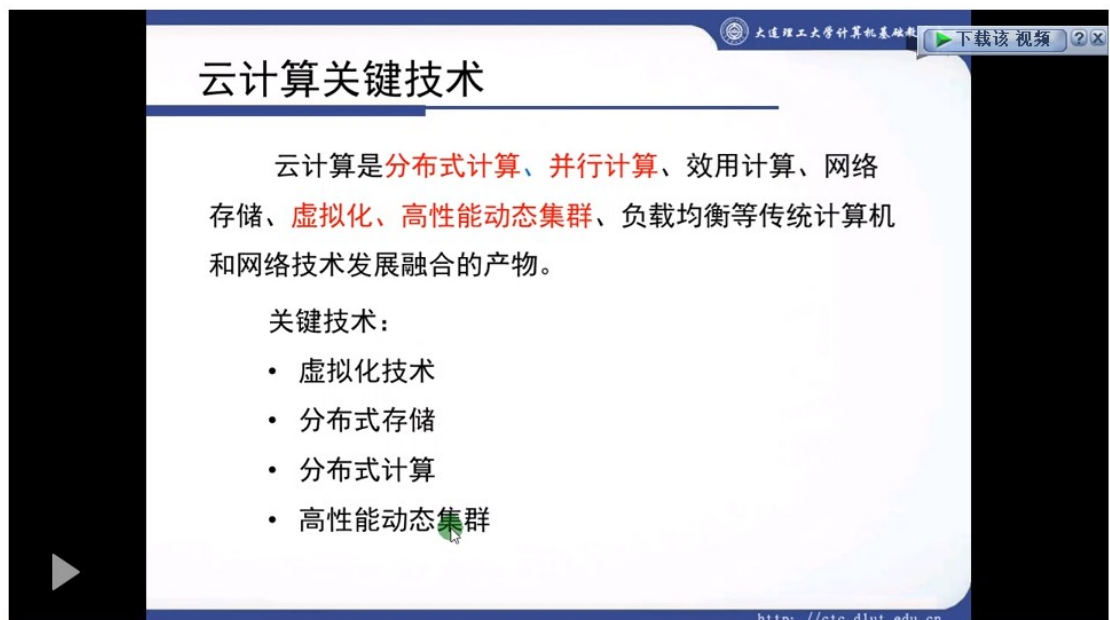 大连理工大学计算机基础教
下载该 视频
云计算关键技术
云计算是分布式计算、并行计算、效用计算、网络
存储、虚拟化、高性能动态集群、负载均衡等传统计算机
和网络技术发展融合的产物。
关键技术：
• 虚拟化技术
• 分布式存储
• 分布式计算
• 高性能动态集群
http: //ctc.dlut.edu.cn